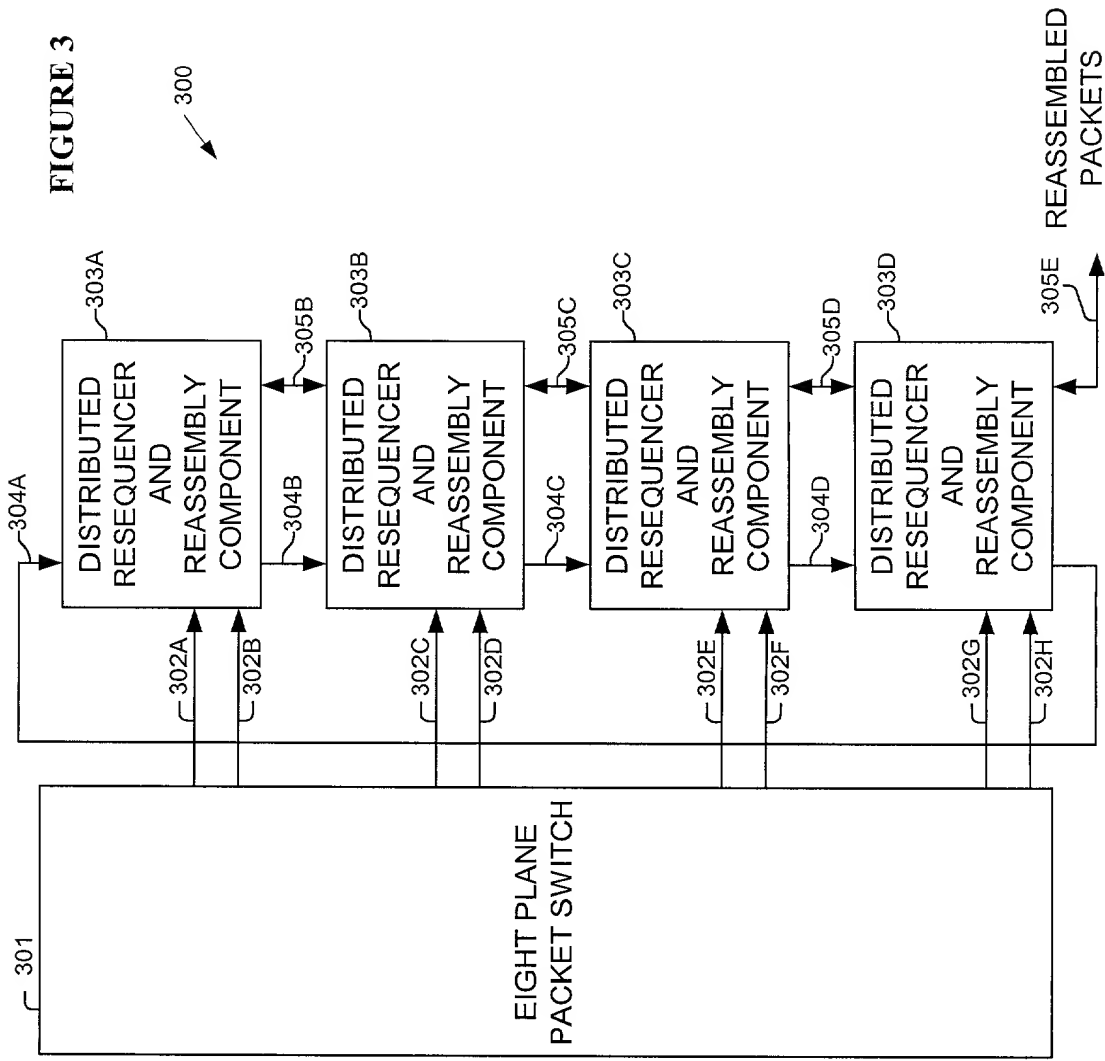 FIGURE 3
300
301
EIGHT PLANE
PACKET SWITCH
302A
302B
302C
302D
302E
302F
302G
302H
304A
303A
DISTRIBUTED
RESEQUENCER
AND
REASSEMBLY
COMPONENT
304B
305B
303B
DISTRIBUTED
RESEQUENCER
AND
REASSEMBLY
COMPONENT
304C
305C
303C
DISTRIBUTED
RESEQUENCER
AND
REASSEMBLY
COMPONENT
304D
305D
303D
DISTRIBUTED
RESEQUENCER
AND
REASSEMBLY
COMPONENT
305E
REASSEMBLED
PACKETS